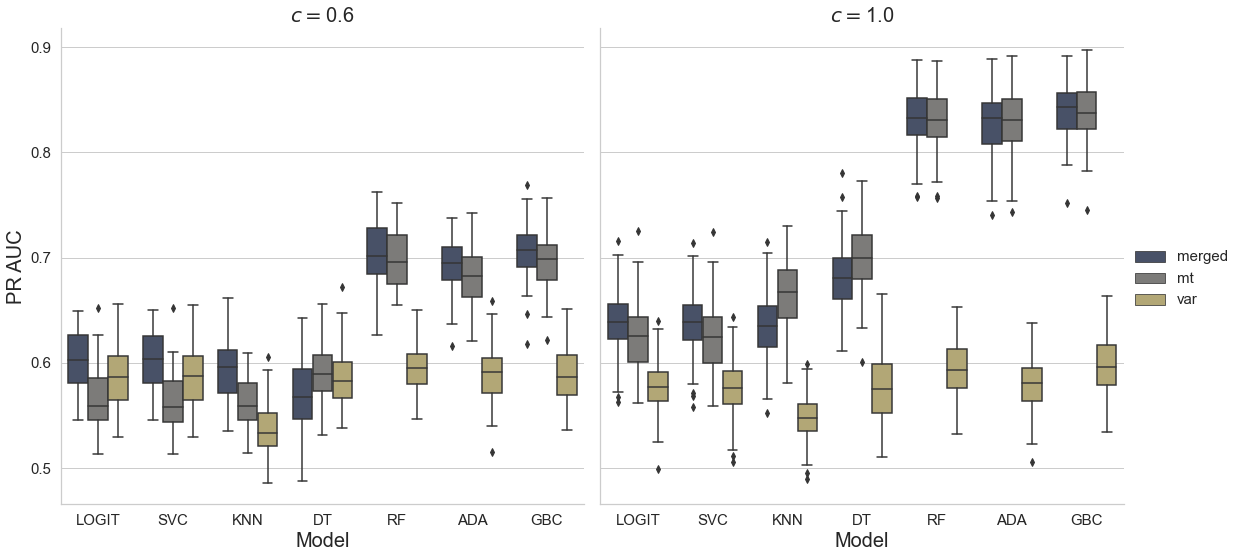 c = 0.6
c = 1.0
PR AUC
0.9
0.8
0.7
0.6
0.5
LOGIT SVC KNN DT RF ADA GBC
LOGIT SVC KNN DT RF ADA GBC
Model
Model
merged
mt
var